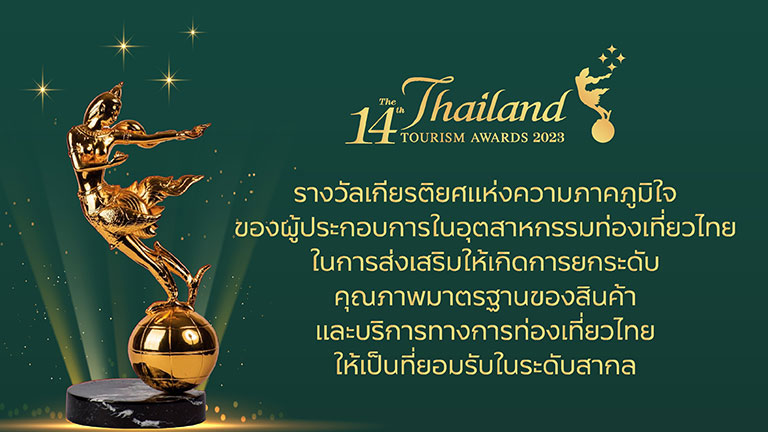 The 14th Thailand
TOURISM AWARDS 2023
รางวัลเกียรติยศแห่งความภาคภูมิใจ
ของผู้ประกอบการในอุตสาหกรรมท่องเที่ยวไทย
ในการส่งเสริมให้เกิดการยกระดับ
คุณภาพมาตรฐานของสินค้า
และบริการทางการท่องเที่ยวไทย
ให้เป็นที่ยอมรับในระดับสากล